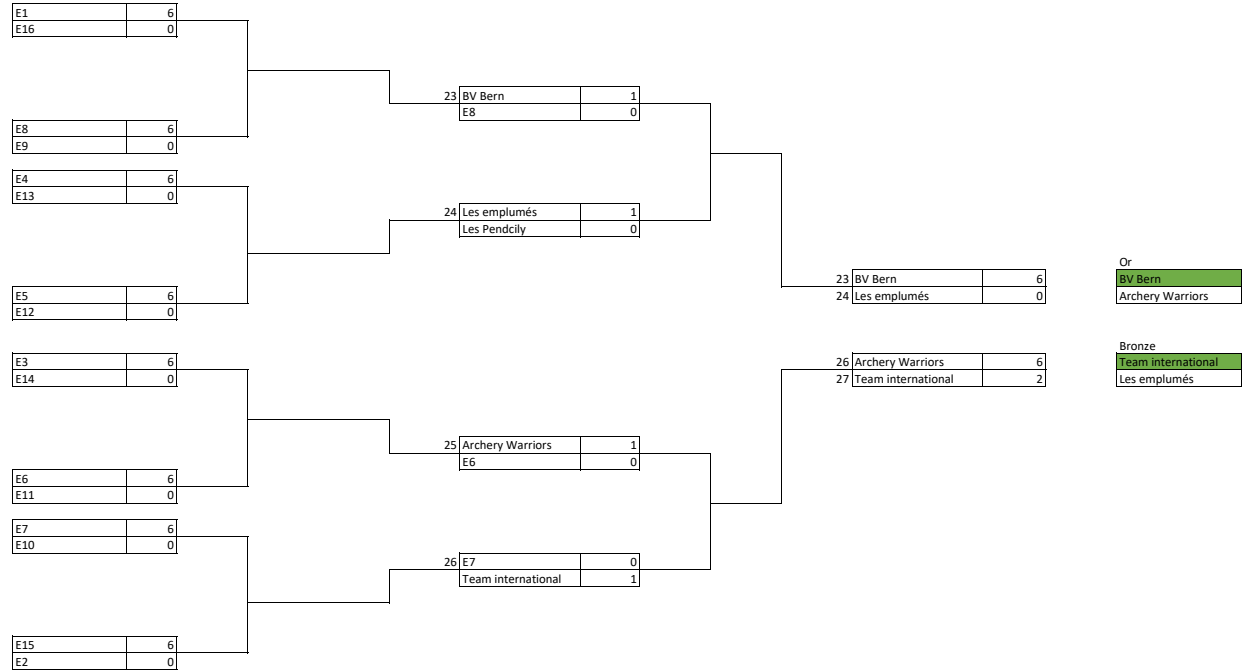 E1 6
E16 0
E8 6
E9 0
E4 6
E13 0
E5 6
E12 0
E3 6
E14 0
E6 6
E11 0
E7 6
E10 0
E15 6
E2 0
23 BV Bern 1
E8 0
24 Les emplumés 1
Les Pendcily 0
25 Archery Warriors 1
E6 0
26 E7 0
Team international 1
23 BV Bern 6
24 Les emplumés 0
26 Archery Warriors 6
27 Team international 2
Or
BV Bern
Archery Warriors
Bronze
Team international
Les emplumés